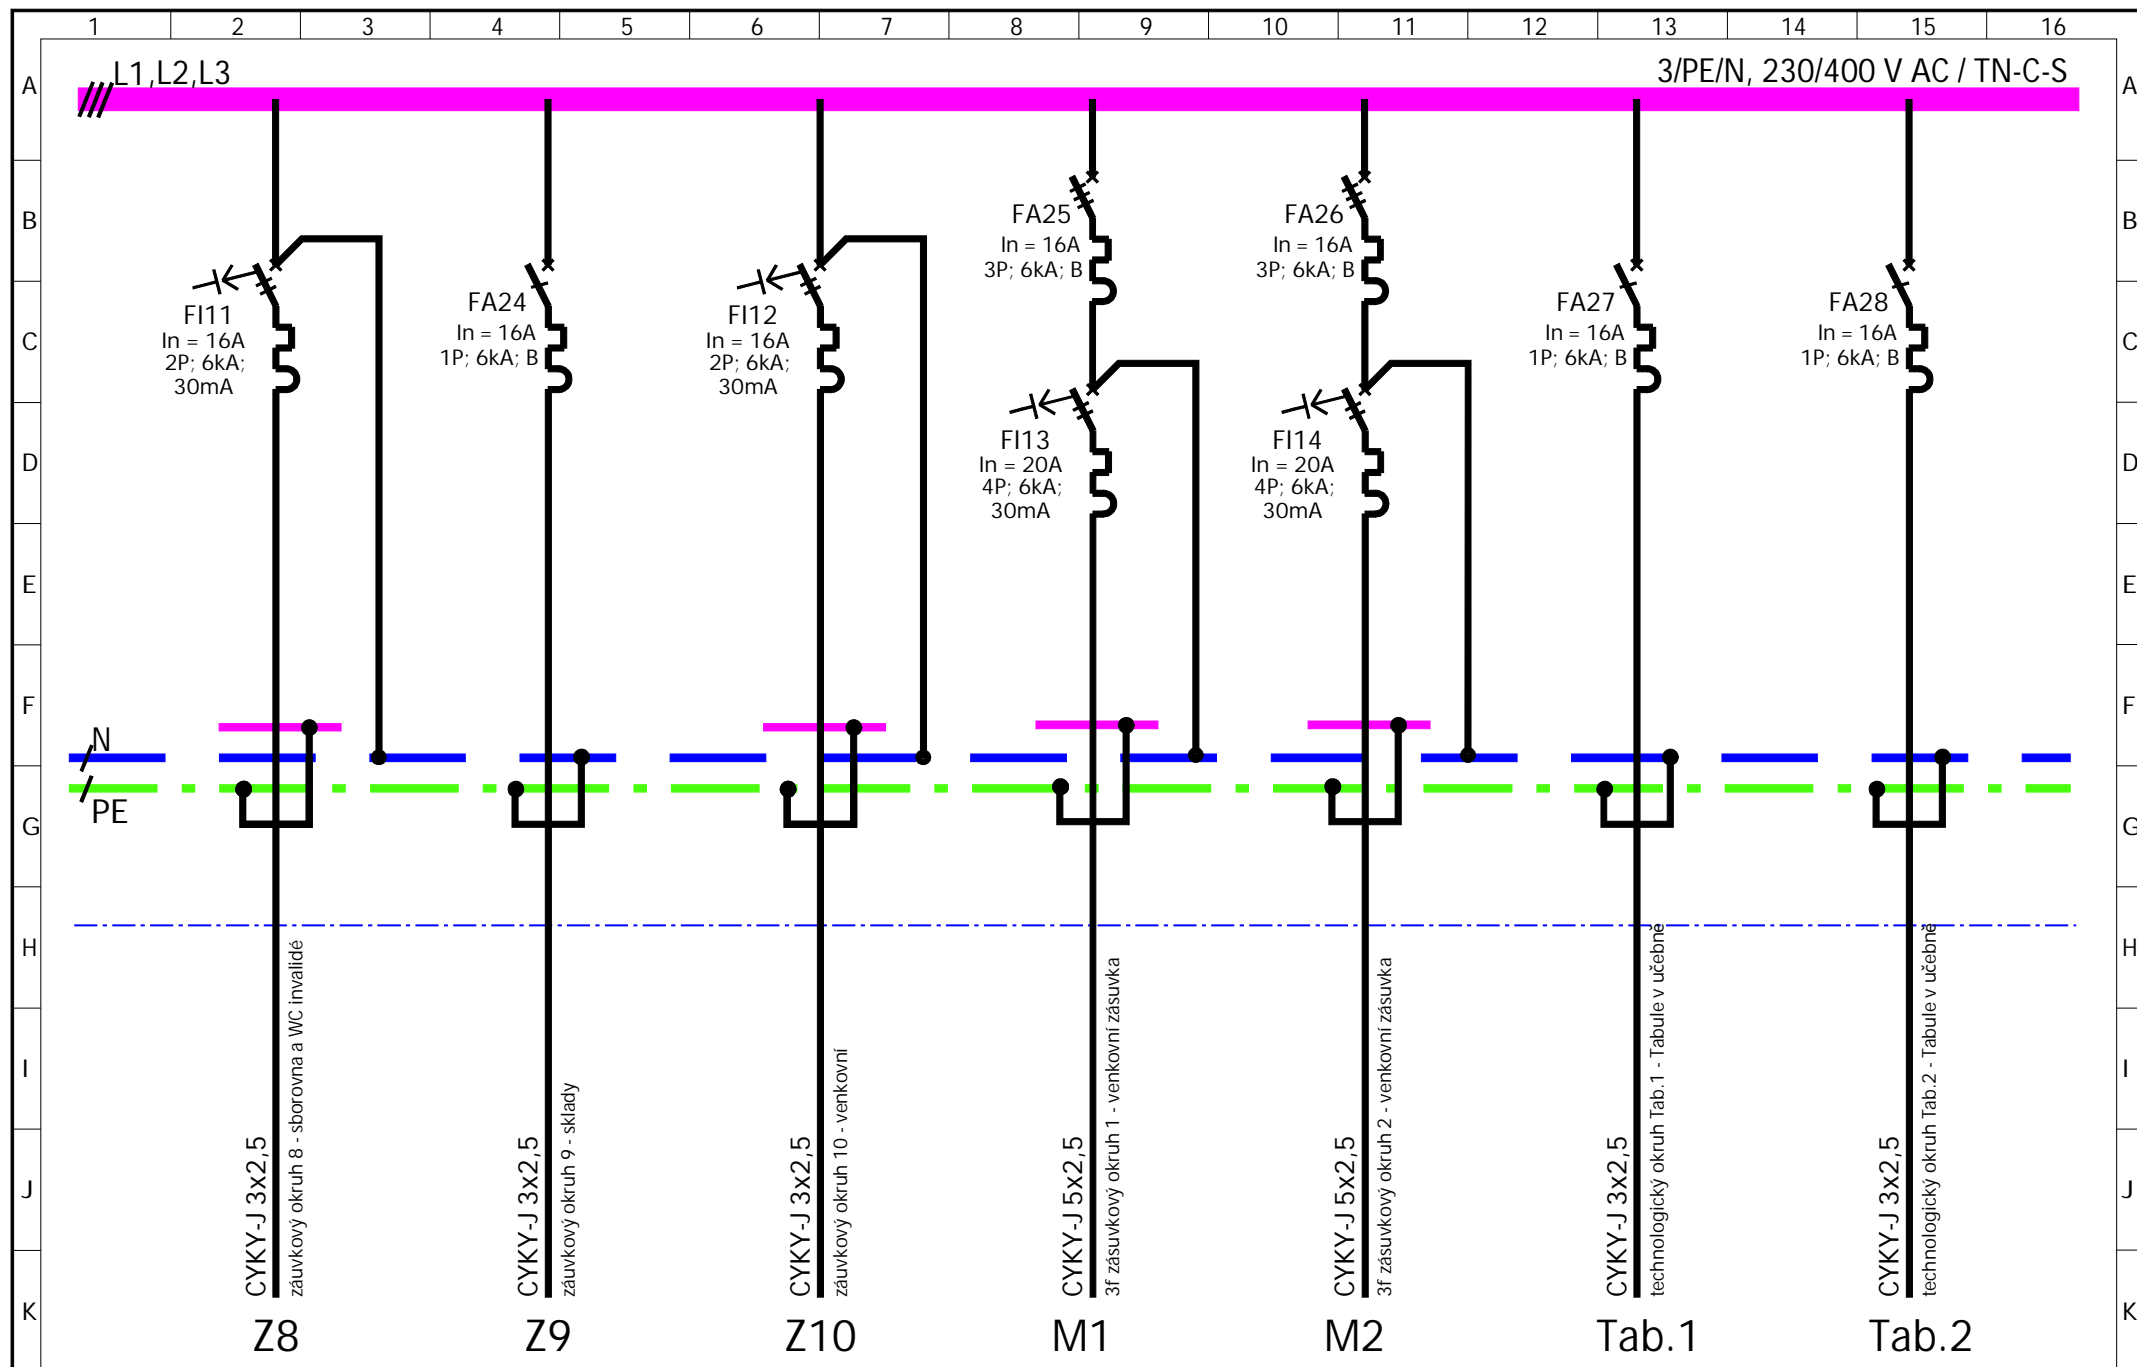 1 2 3 4 5 6 7 8 9 10 11 12 13 14 15 16
A
B
C
D
E
F
G
H
I
J
K
A
B
C
D
E
F
G
H
I
J
K
L1,L2,L3
3/PE/N, 230/400 V AC / TN-C-S
FI11
In = 16A
2P; 6kA;
30mA
FA24
In = 16A
1P; 6kA; B
FI12
In = 16A
2P; 6kA;
30mA
FA25
In = 16A
3P; 6kA; B
FI13
In = 20A
4P; 6kA;
30mA
FA26
In = 16A
3P; 6kA; B
FI14
In = 20A
4P; 6kA;
30mA
FA27
In = 16A
1P; 6kA; B
FA28
In = 16A
1P; 6kA; B
N
PE
CYKY-J 3x2,5
záuvkový okruh 8 - sborovna a WC invalidé
Z8
CYKY-J 3x2,5
záuvkový okruh 9 - sklady
Z9
CYKY-J 3x2,5
záuvkový okruh 10 - venkovní
Z10
CYKY-J 5x2,5
3f zásuvkový okruh 1 - venkovní zásuvka
M1
CYKY-J 5x2,5
3f zásuvkový okruh 2 - venkovní zásuvka
M2
CYKY-J 3x2,5
technologický okruh Tab.1 - Tabule v učebně
Tab.1
CYKY-J 3x2,5
technologický okruh Tab.2 - Tabule v učebně
Tab.2